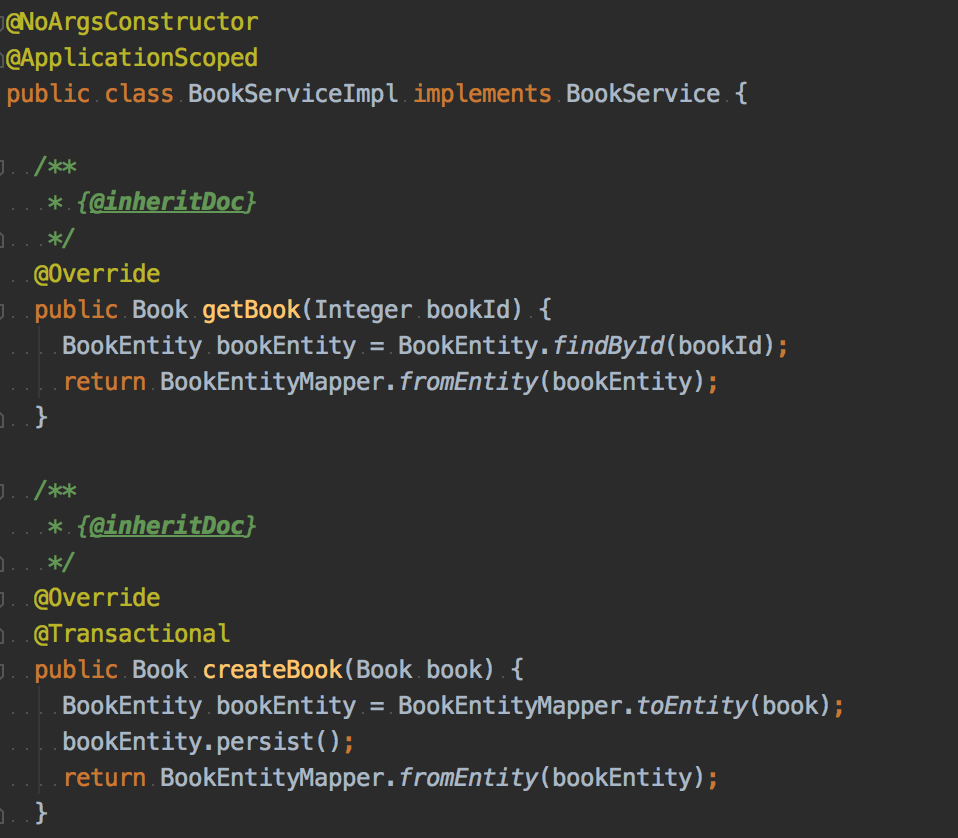 @NoArgsConstructor
@ApplicationScoped
public class BookServiceImpl implements BookService {
/**
* {@inheritDoc}
*/
@Override
public Book getBook(Integer bookId) {
BookEntity bookEntity = BookEntity.findById(bookId);
return BookEntityMapper.fromEntity(bookEntity);
}
/**
* {@inheritDoc}
*/
@Override
@Transactional
public Book createBook(Book book) {
BookEntity bookEntity = BookEntityMapper.toEntity(book);
bookEntity.persist();
return BookEntityMapper.fromEntity(bookEntity);
}